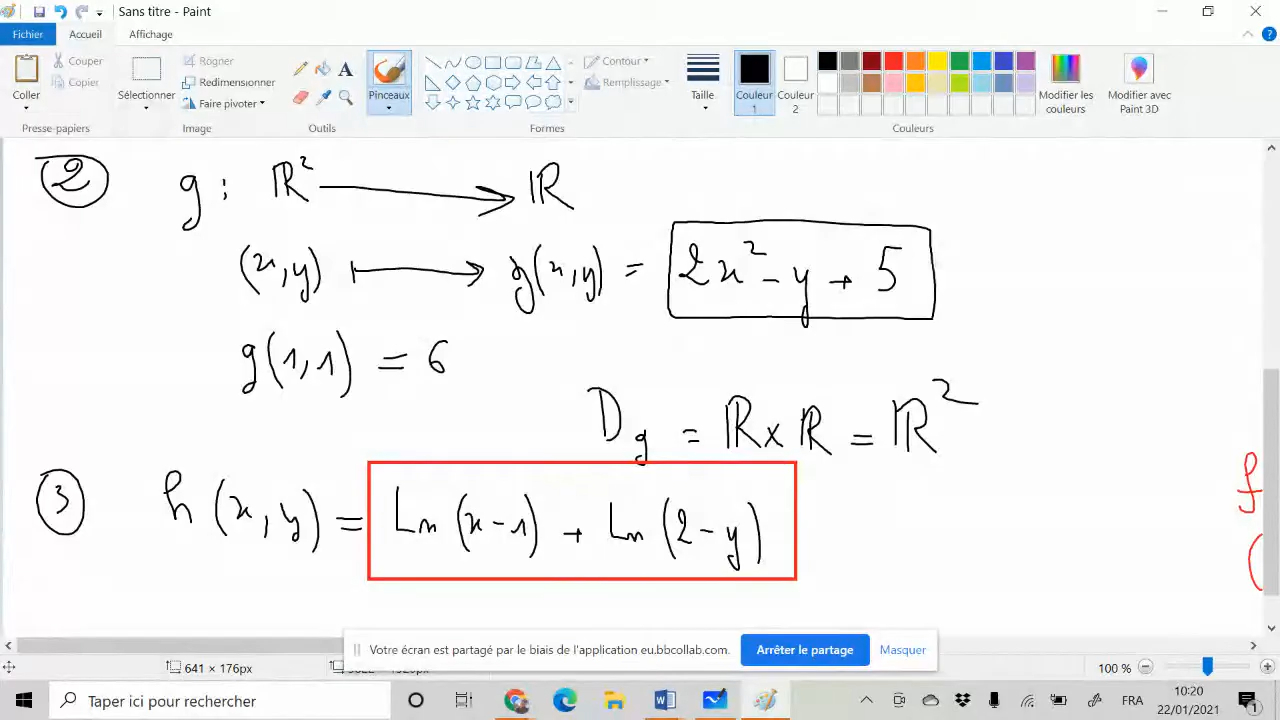 Sans titre - Paint
Fichier Accueil Affichage
Coller
Couper
Copier
Presse-papiers
Sélectionner
Rogner
Redimensionner
Faire pivoter
Image
A
Pinceaux
Outils
Contour
Remplissage
Formes
Taille
Couleur 1
Couleur 2
Modifier les couleurs
Modifier avec Paint 3D
Couleurs
② g : ℝ² ⟶ ℝ
(x,y) ⟼ g(x,y) = 2x² - y + 5
g(1,1) = 6
D_g = ℝ × ℝ = ℝ²
③ h(x,y) = Ln(x-1) + Ln(2-y)
f
(
Votre écran est partagé par le biais de l'application eu.bbcollab.com. Arrêter le partage Masquer
641 × 176px
100 %
Taper ici pour rechercher
FRA
10:20
22/01/2021